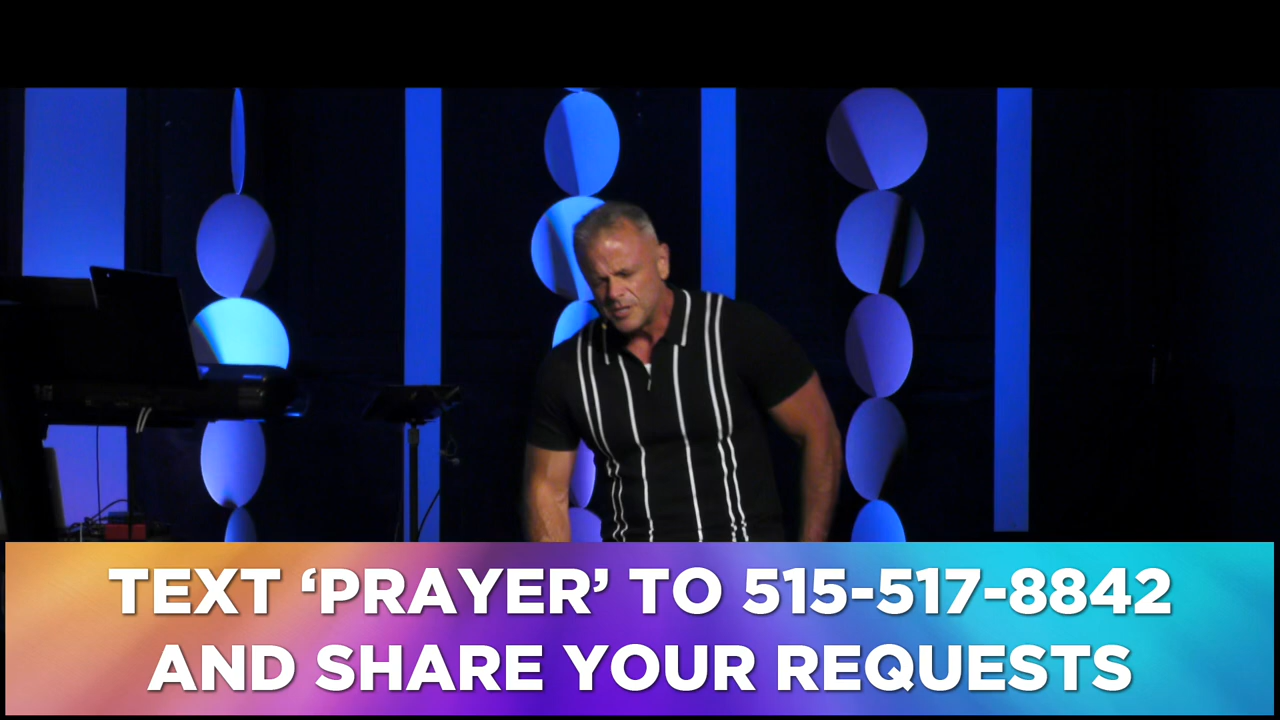 TEXT ‘PRAYER’ TO 515-517-8842
AND SHARE YOUR REQUESTS